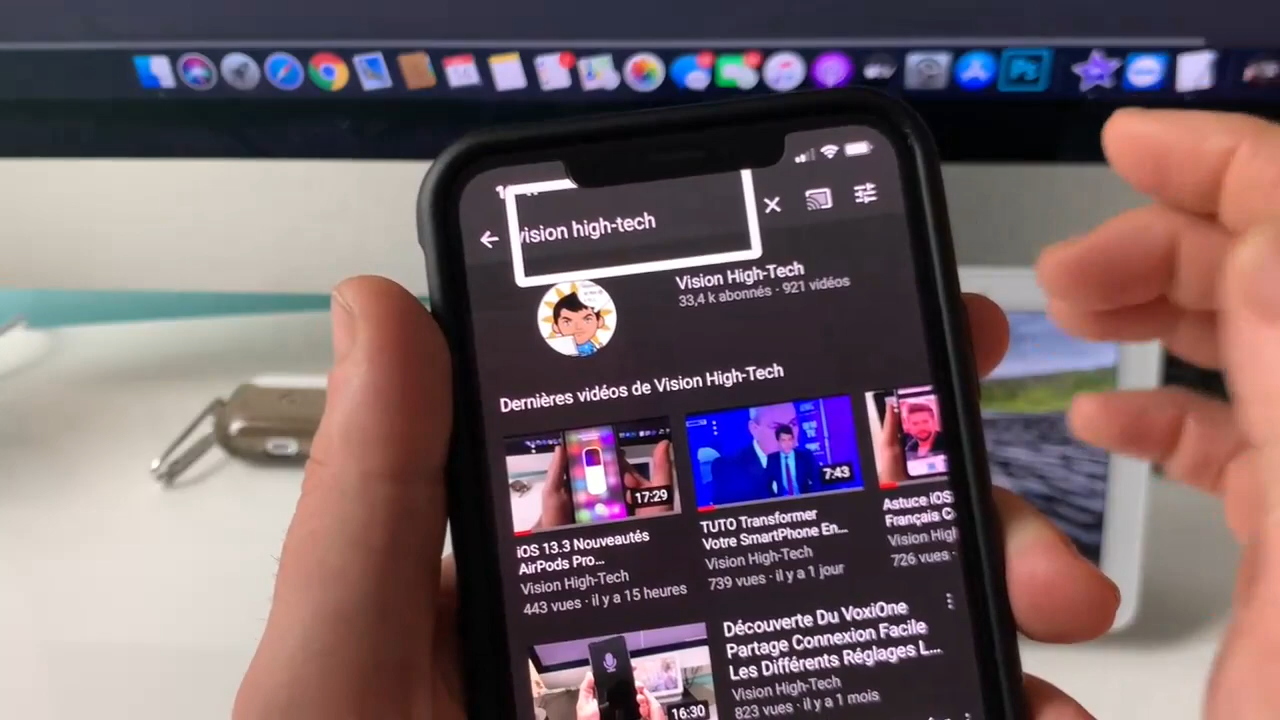 vision high-tech
Vision High-Tech
33,4 k abonnés · 921 vidéos
Dernières vidéos de Vision High-Tech
17:29
7:43
iOS 13.3 Nouveautés
AirPods Pro...
Vision High-Tech
443 vues · il y a 15 heures
TUTO Transformer
Votre SmartPhone En...
Vision High-Tech
739 vues · il y a 1 jour
Astuce iOS
Français
Vision
726 vues ·
16:30
Découverte Du VoxiOne
Partage Connexion Facile
Les Différents Réglages L...
Vision High-Tech
823 vues · il y a 1 mois
Ps